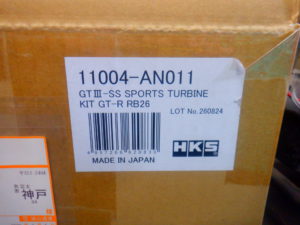 11004-AN011
GTⅢ-SS SPORTS TURBINE
KIT GT-R RB26
LOT No.260824
MADE IN JAPAN
HKS
神戸